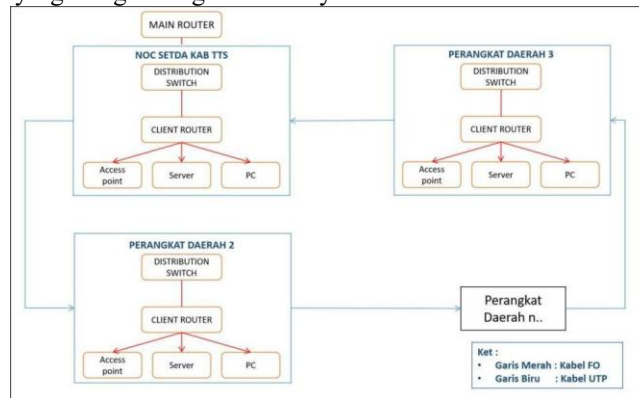 MAIN ROUTER
NOC SETDA KAB TTS
DISTRIBUTION
SWITCH
CLIENT ROUTER
Access
point
Server
PC
PERANGKAT DAERAH 3
DISTRIBUTION
SWITCH
CLIENT ROUTER
Access
point
Server
PC
PERANGKAT DAERAH 2
DISTRIBUTION
SWITCH
CLIENT ROUTER
Access
point
Server
PC
Perangkat
Daerah n..
Ket :
• Garis Merah : Kabel FO
• Garis Biru : Kabel UTP